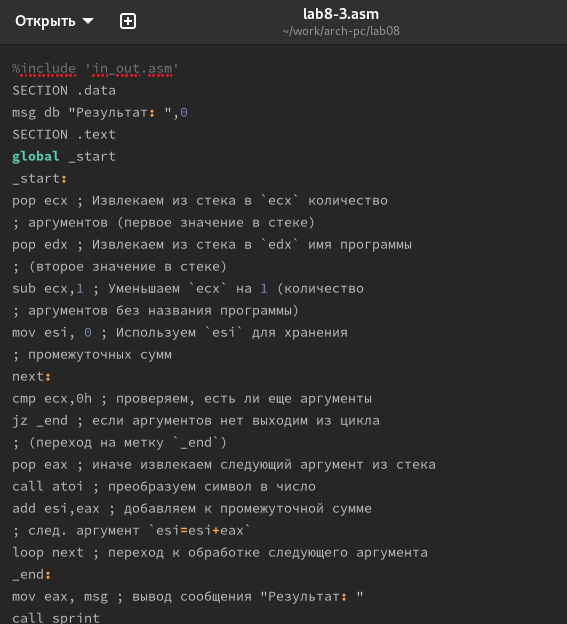 Открыть
lab8-3.asm
~/work/arch-pc/lab08
%include 'in_out.asm'
SECTION .data
msg db "Результат: ",0
SECTION .text
global _start
_start:
pop ecx ; Извлекаем из стека в `ecx` количество
; аргументов (первое значение в стеке)
pop edx ; Извлекаем из стека в `edx` имя программы
; (второе значение в стеке)
sub ecx,1 ; Уменьшаем `ecx` на 1 (количество
; аргументов без названия программы)
mov esi, 0 ; Используем `esi` для хранения
; промежуточных сумм
next:
cmp ecx,0h ; проверяем, есть ли еще аргументы
jz _end ; если аргументов нет выходим из цикла
; (переход на метку `_end`)
pop eax ; иначе извлекаем следующий аргумент из стека
call atoi ; преобразуем символ в число
add esi,eax ; добавляем к промежуточной сумме
; след. аргумент `esi=esi+eax`
loop next ; переход к обработке следующего аргумента
_end:
mov eax, msg ; вывод сообщения "Результат: "
call sprint